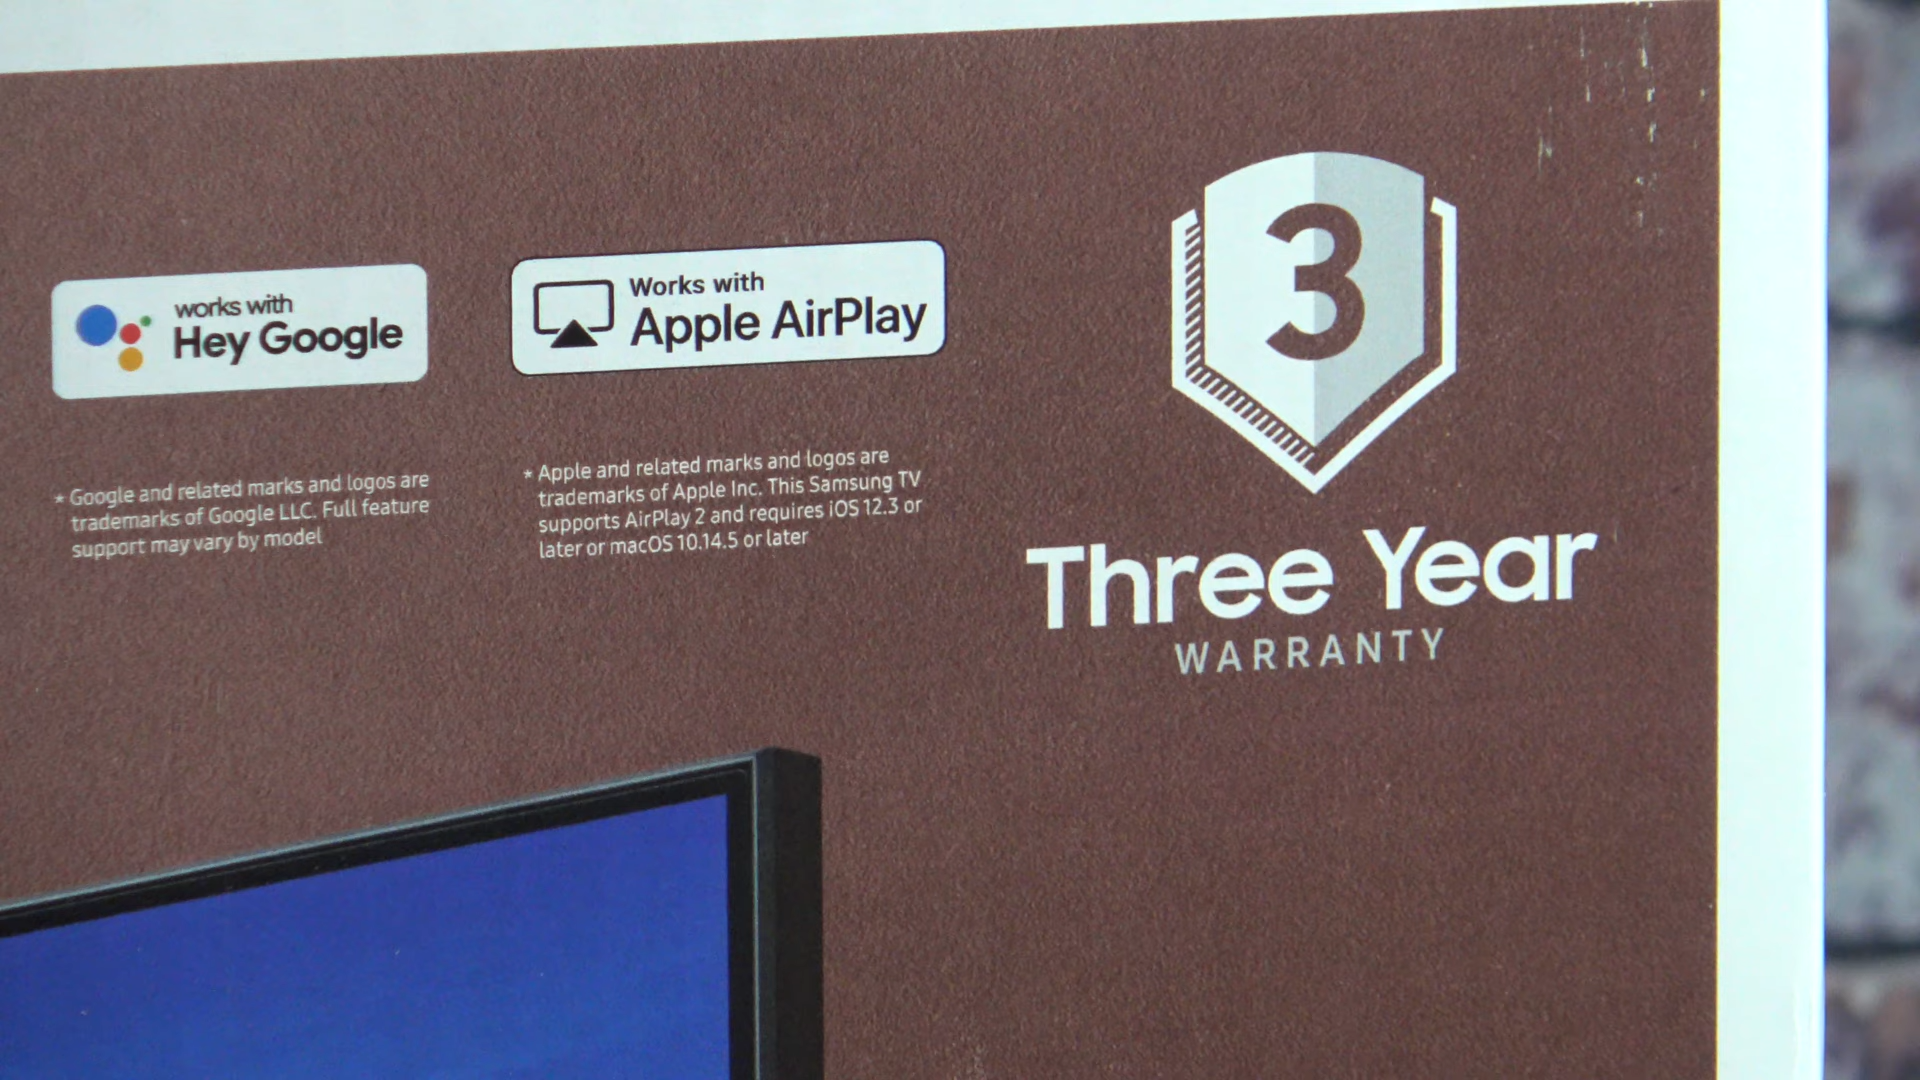 works with
Hey Google
* Google and related marks and logos are
trademarks of Google LLC. Full feature
support may vary by model
Works with
Apple AirPlay
* Apple and related marks and logos are
trademarks of Apple Inc. This Samsung TV
supports AirPlay 2 and requires iOS 12.3 or
later or macOS 10.14.5 or later
3
Three Year
WARRANTY